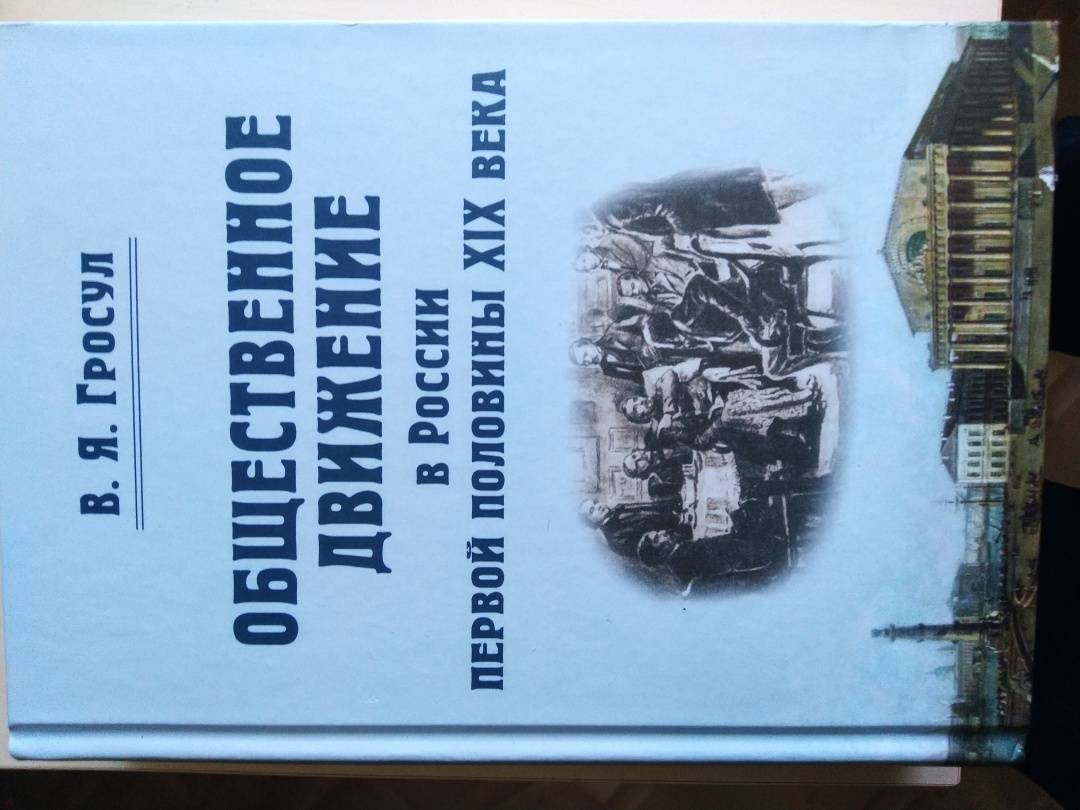 В. Я. Гросул
ОБЩЕСТВЕННОЕ
ДВИЖЕНИЕ
в России
первой половины XIX века